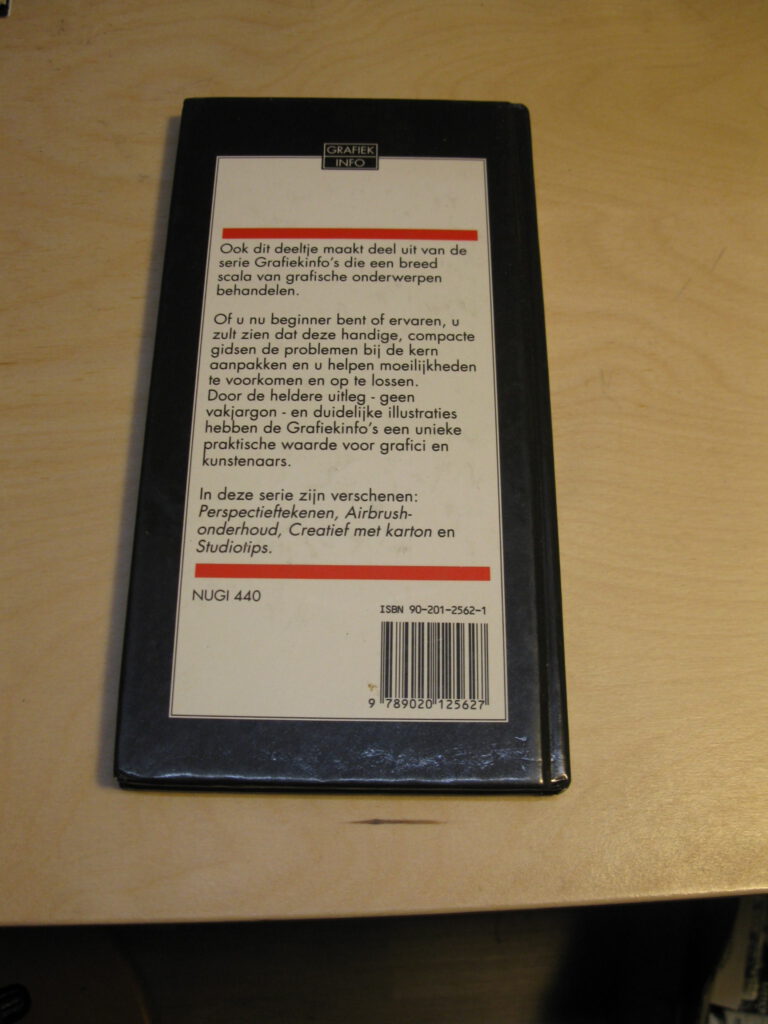 GRAFIEK
INFO
Ook dit deeltje maakt deel uit van de
serie Grafiekinfo's die een breed
scala van grafische onderwerpen
behandelen.
Of u nu beginner bent of ervaren, u
zult zien dat deze handige, compacte
gidsen de problemen bij de kern
aanpakken en u helpen moeilijkheden
te voorkomen en op te lossen.
Door de heldere uitleg - geen
vakjargon - en duidelijke illustraties
hebben de Grafiekinfo's een unieke
praktische waarde voor grafici en
kunstenaars.
In deze serie zijn verschenen:
Perspectieftekenen, Airbrush-
onderhoud, Creatief met karton en
Studiotips.
NUGI 440
ISBN 90-201-2562-1
9 789020 125627